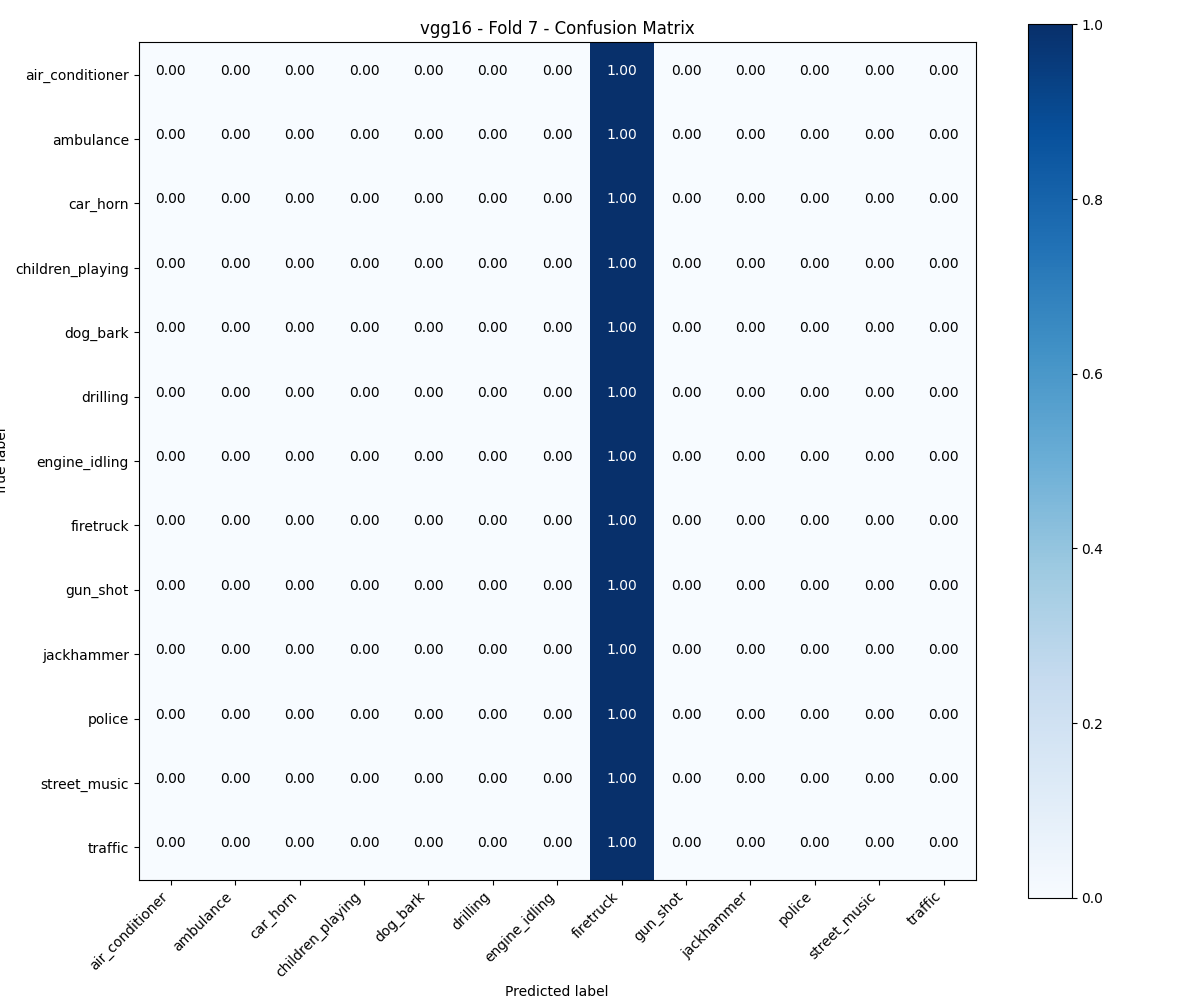 vgg16 - Fold 7 - Confusion Matrix
air_conditioner 0.00 0.00 0.00 0.00 0.00 0.00 0.00 1.00 0.00 0.00 0.00 0.00 0.00
ambulance 0.00 0.00 0.00 0.00 0.00 0.00 0.00 1.00 0.00 0.00 0.00 0.00 0.00
car_horn 0.00 0.00 0.00 0.00 0.00 0.00 0.00 1.00 0.00 0.00 0.00 0.00 0.00
children_playing 0.00 0.00 0.00 0.00 0.00 0.00 0.00 1.00 0.00 0.00 0.00 0.00 0.00
dog_bark 0.00 0.00 0.00 0.00 0.00 0.00 0.00 1.00 0.00 0.00 0.00 0.00 0.00
drilling 0.00 0.00 0.00 0.00 0.00 0.00 0.00 1.00 0.00 0.00 0.00 0.00 0.00
engine_idling 0.00 0.00 0.00 0.00 0.00 0.00 0.00 1.00 0.00 0.00 0.00 0.00 0.00
firetruck 0.00 0.00 0.00 0.00 0.00 0.00 0.00 1.00 0.00 0.00 0.00 0.00 0.00
gun_shot 0.00 0.00 0.00 0.00 0.00 0.00 0.00 1.00 0.00 0.00 0.00 0.00 0.00
jackhammer 0.00 0.00 0.00 0.00 0.00 0.00 0.00 1.00 0.00 0.00 0.00 0.00 0.00
police 0.00 0.00 0.00 0.00 0.00 0.00 0.00 1.00 0.00 0.00 0.00 0.00 0.00
street_music 0.00 0.00 0.00 0.00 0.00 0.00 0.00 1.00 0.00 0.00 0.00 0.00 0.00
traffic 0.00 0.00 0.00 0.00 0.00 0.00 0.00 1.00 0.00 0.00 0.00 0.00 0.00
air_conditioner ambulance car_horn children_playing dog_bark drilling engine_idling firetruck gun_shot jackhammer police street_music traffic
Predicted label
True label
1.0
0.8
0.6
0.4
0.2
0.0